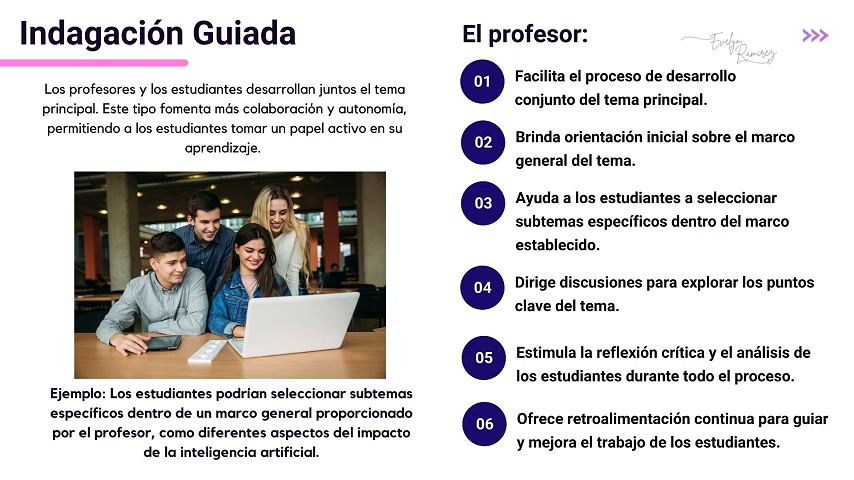 Indagación Guiada
Los profesores y los estudiantes desarrollan juntos el tema
principal. Este tipo fomenta más colaboración y autonomía,
permitiendo a los estudiantes tomar un papel activo en su
aprendizaje.
Ejemplo: Los estudiantes podrían seleccionar subtemas
específicos dentro de un marco general proporcionado
por el profesor, como diferentes aspectos del impacto
de la inteligencia artificial.
El profesor:
Evelyn
Ramirez
01
Facilita el proceso de desarrollo
conjunto del tema principal.
02
Brinda orientación inicial sobre el marco
general del tema.
03
Ayuda a los estudiantes a seleccionar
subtemas específicos dentro del marco
establecido.
04
Dirige discusiones para explorar los puntos
clave del tema.
05
Estimula la reflexión crítica y el análisis de
los estudiantes durante todo el proceso.
06
Ofrece retroalimentación continua para guiar
y mejora el trabajo de los estudiantes.